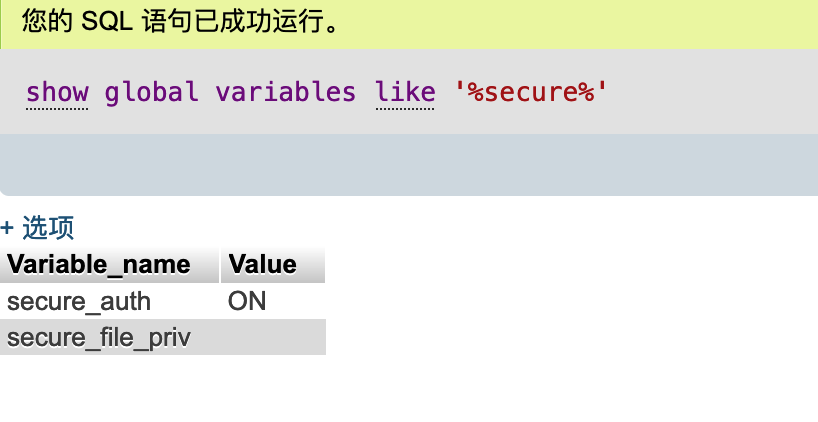 您的 SQL 语句已成功运行。
show global variables like '%secure%'
+ 选项
Variable_name Value
secure_auth ON
secure_file_priv